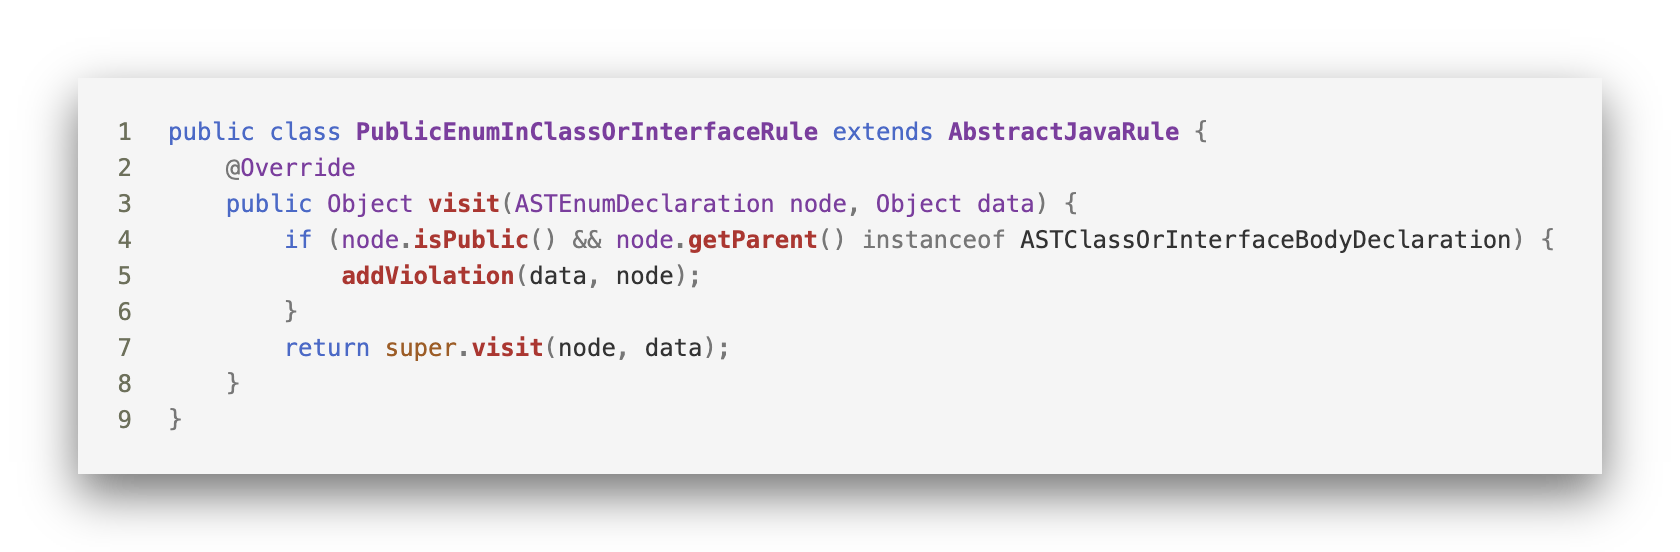 1 public class PublicEnumInClassOrInterfaceRule extends AbstractJavaRule {
2     @Override
3     public Object visit(ASTEnumDeclaration node, Object data) {
4         if (node.isPublic() && node.getParent() instanceof ASTClassOrInterfaceBodyDeclaration) {
5             addViolation(data, node);
6         }
7         return super.visit(node, data);
8     }
9 }